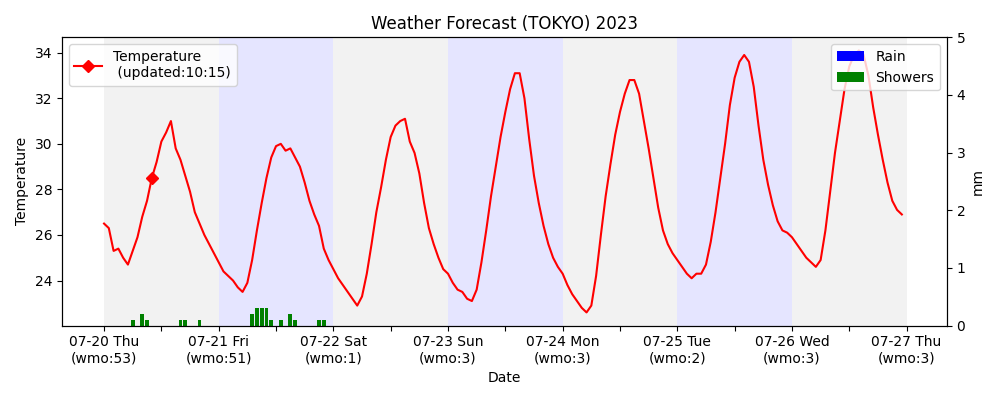 Weather Forecast (TOKYO) 2023
Temperature
(updated:10:15)
Rain
Showers
Temperature
34
32
30
28
26
24
5
4
3
2
1
0
mm
07-20 Thu
(wmo:53)
07-21 Fri
(wmo:51)
07-22 Sat
(wmo:1)
07-23 Sun
(wmo:3)
07-24 Mon
(wmo:3)
07-25 Tue
(wmo:2)
07-26 Wed
(wmo:3)
07-27 Thu
(wmo:3)
Date